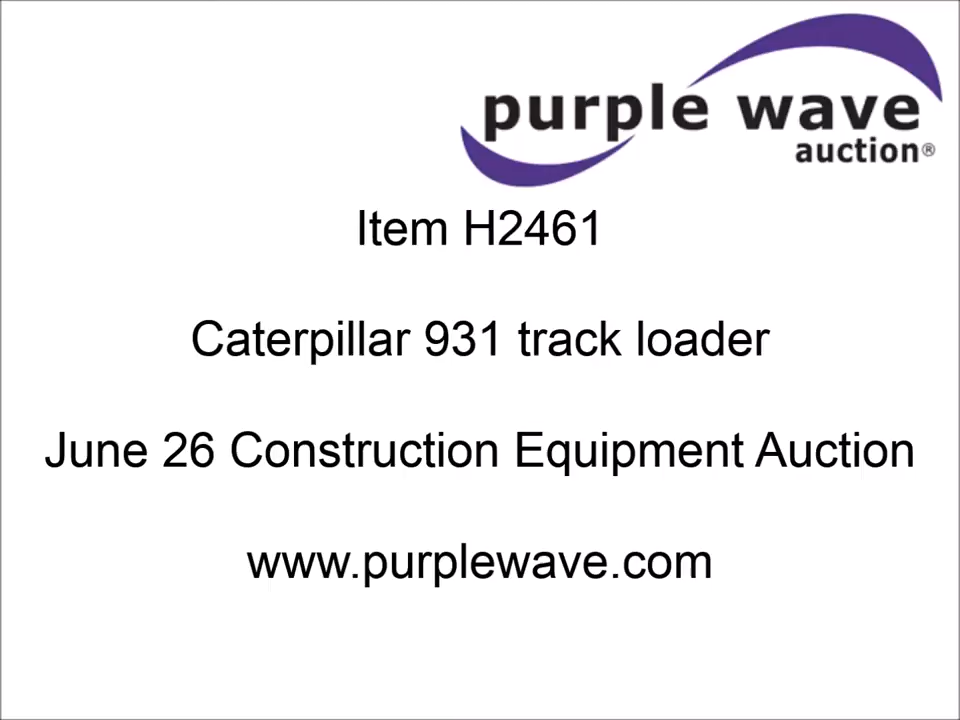 purple wave
auction®
Item H2461
Caterpillar 931 track loader
June 26 Construction Equipment Auction
www.purplewave.com